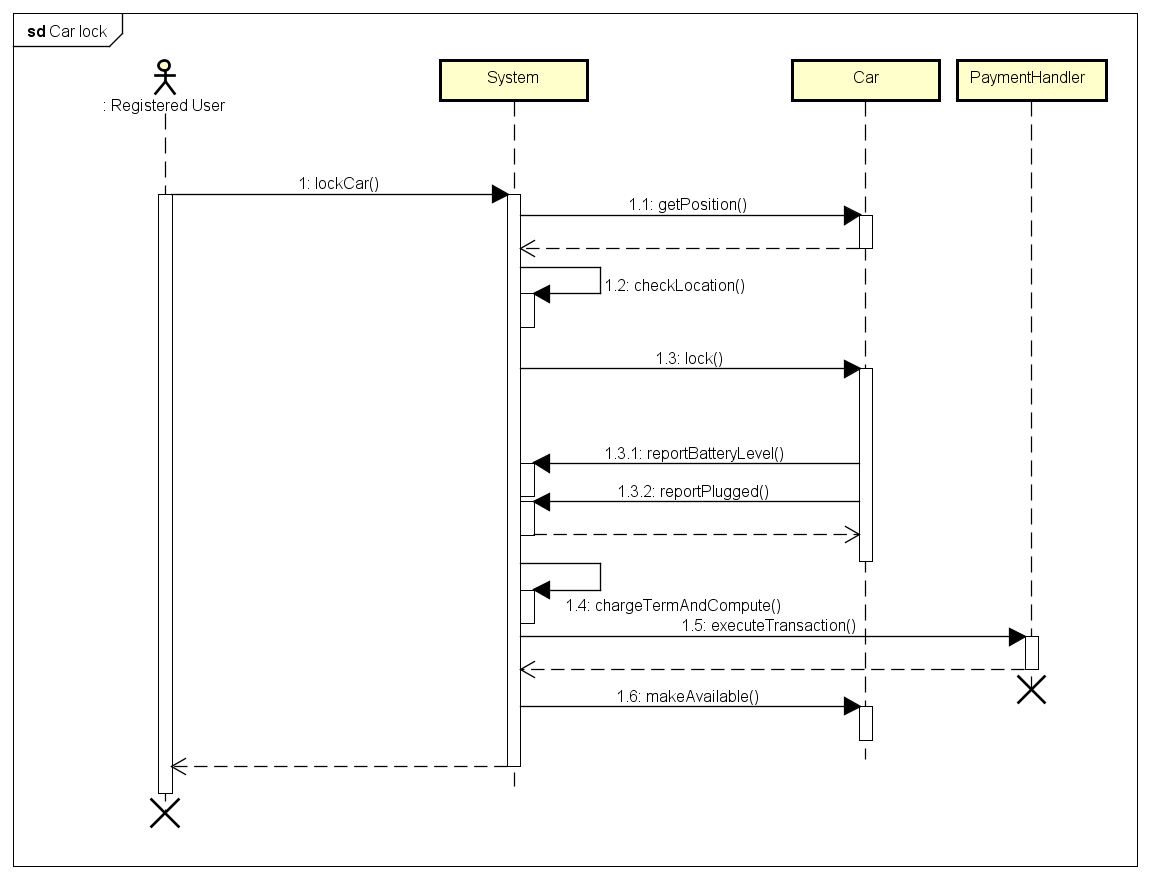 sd Car lock
: Registered User
System
Car
PaymentHandler
1: lockCar()
1.1: getPosition()
1.2: checkLocation()
1.3: lock()
1.3.1: reportBatteryLevel()
1.3.2: reportPlugged()
1.4: chargeTermAndCompute()
1.5: executeTransaction()
1.6: makeAvailable()